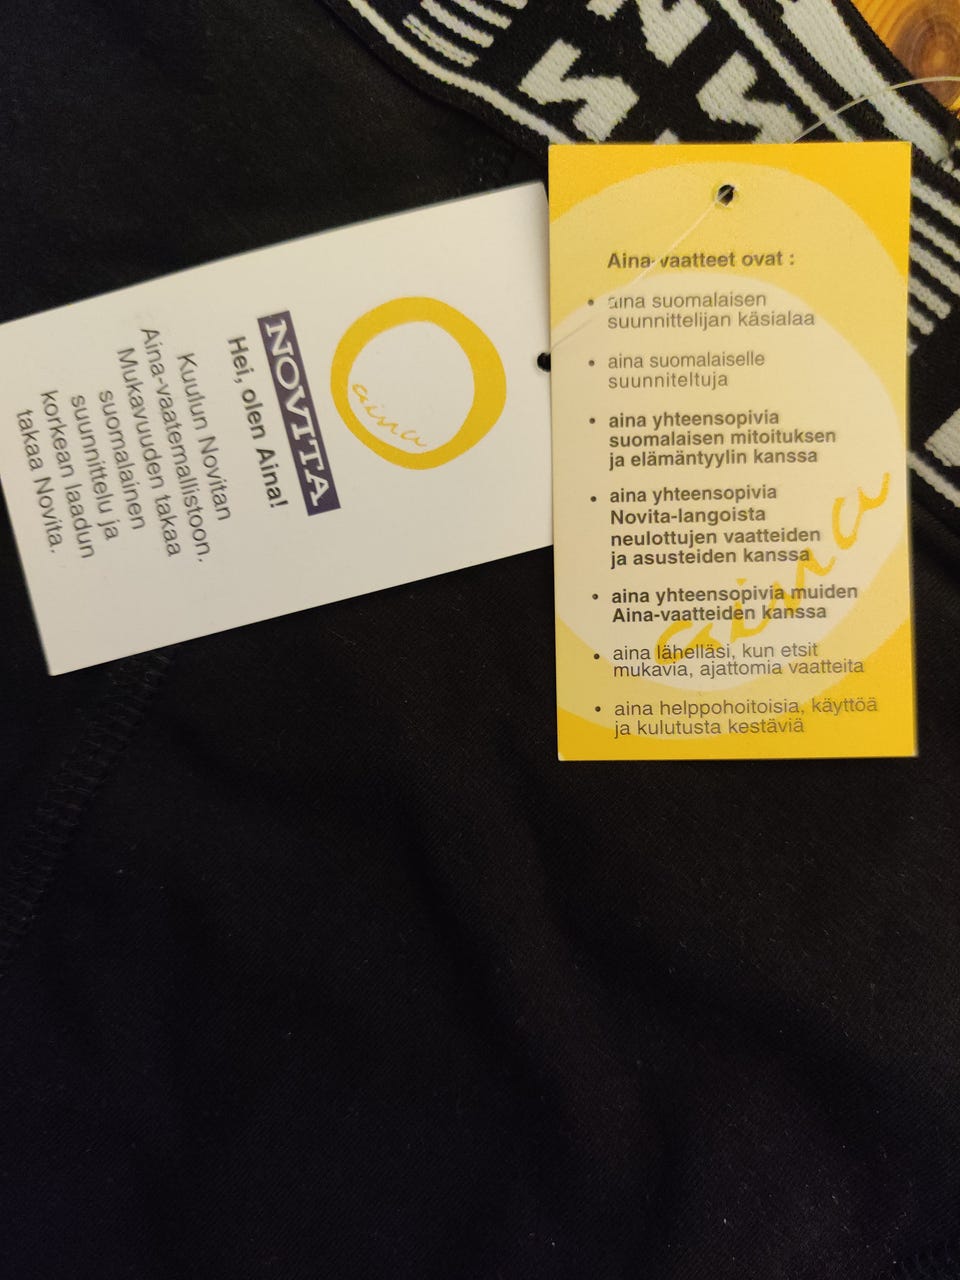 aina
NOVITA
Hei, olen Aina!
Kuulun Novitan
Aina-vaatemallistoon.
Mukavuuden takaa
suomalainen
suunnittelu ja
korkean laadun
takaa Novita.
Aina-vaatteet ovat :
• aina suomalaisen
suunnittelijan käsialaa
• aina suomalaiselle
suunniteltuja
• aina yhteensopivia
suomalaisen mitoituksen
ja elämäntyylin kanssa
• aina yhteensopivia
Novita-langoista
neulottujen vaatteiden
ja asusteiden kanssa
• aina yhteensopivia muiden
Aina-vaatteiden kanssa
• aina lähelläsi, kun etsit
mukavia, ajattomia vaatteita
• aina helppohoitoisia, käyttöä
ja kulutusta kestäviä
aina